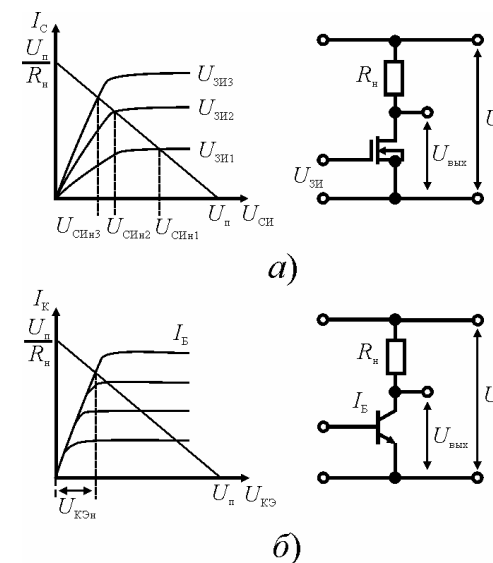 I_С
U_п
R_н
U_ЗИ3
U_ЗИ2
U_ЗИ1
U_п U_СИ
U_СИн3 U_СИн2 U_СИн1
R_н
U_вых
U_ЗИ
U
а)
I_К
U_п
R_н
I_Б
U_п U_КЭ
U_КЭн
R_н
I_Б
U_вых
U
б)